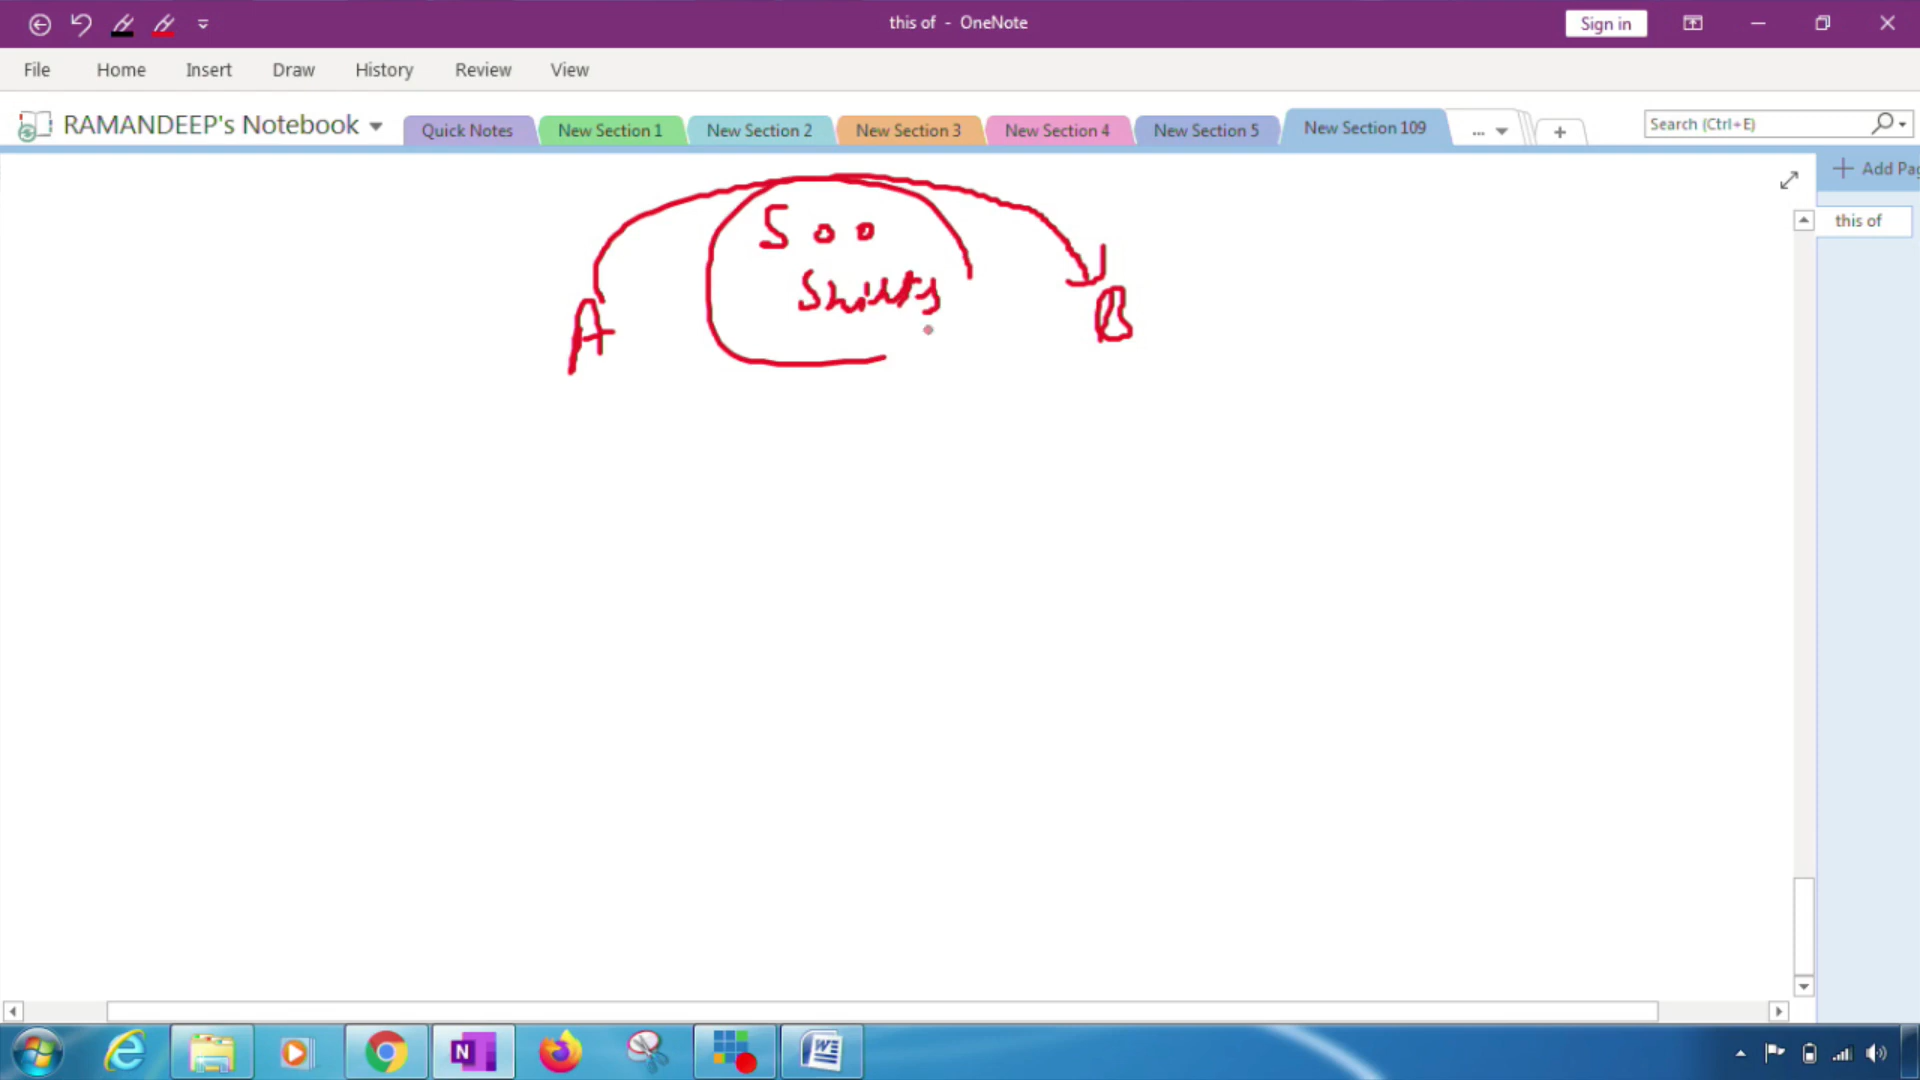 this of - OneNote
Sign in
File Home Insert Draw History Review View
RAMANDEEP's Notebook Quick Notes New Section 1 New Section 2 New Section 3 New Section 4 New Section 5 New Section 109 ... Search (Ctrl+E)
Add Pag
this of
500
Shirts
A
B